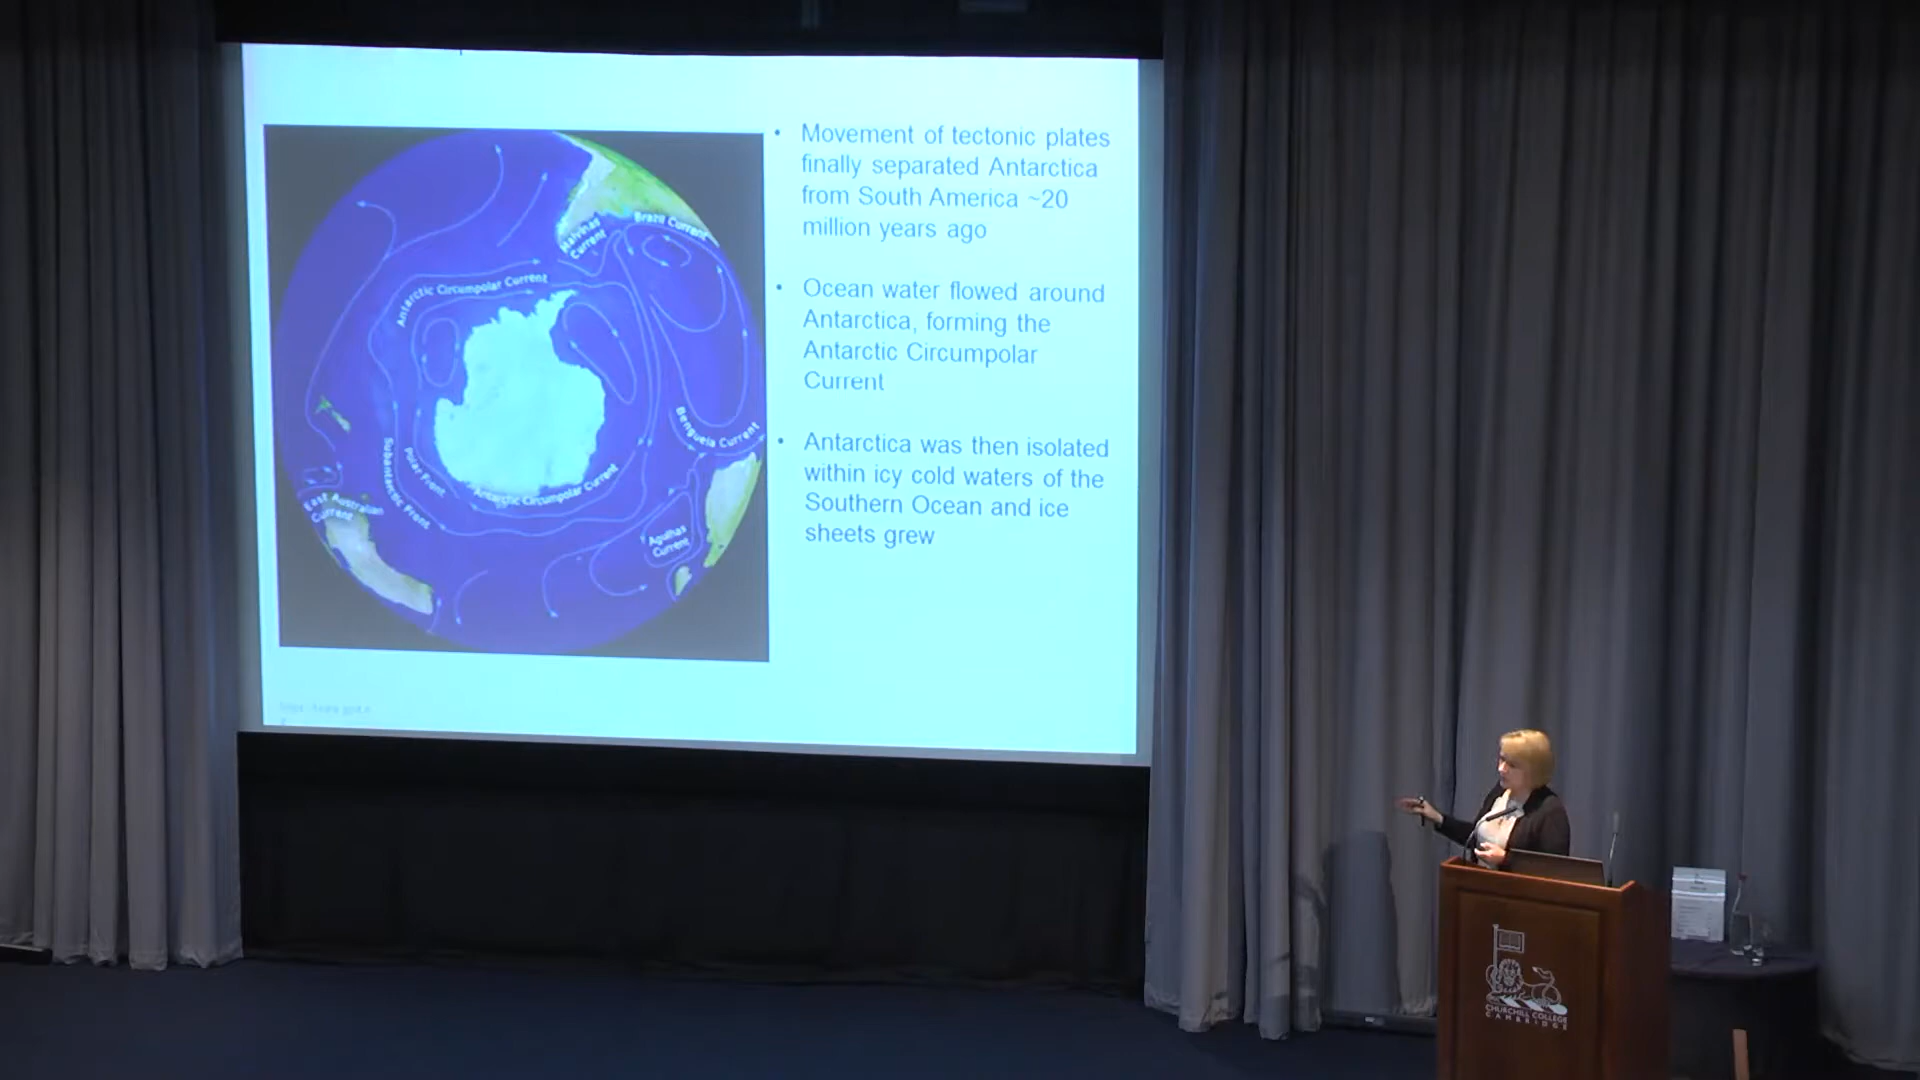 • Movement of tectonic plates
finally separated Antarctica
from South America ~20
million years ago
• Ocean water flowed around
Antarctica, forming the
Antarctic Circumpolar
Current
• Antarctica was then isolated
within icy cold waters of the
Southern Ocean and ice
sheets grew
Brazil Current
Malvinas
Current
Antarctic Circumpolar Current
Benguela Current
Subantarctic Front
Polar Front
Antarctic Circumpolar Current
East Australian
Current
Agulhas
Current
CHURCHILL COLLEGE
CAMBRIDGE